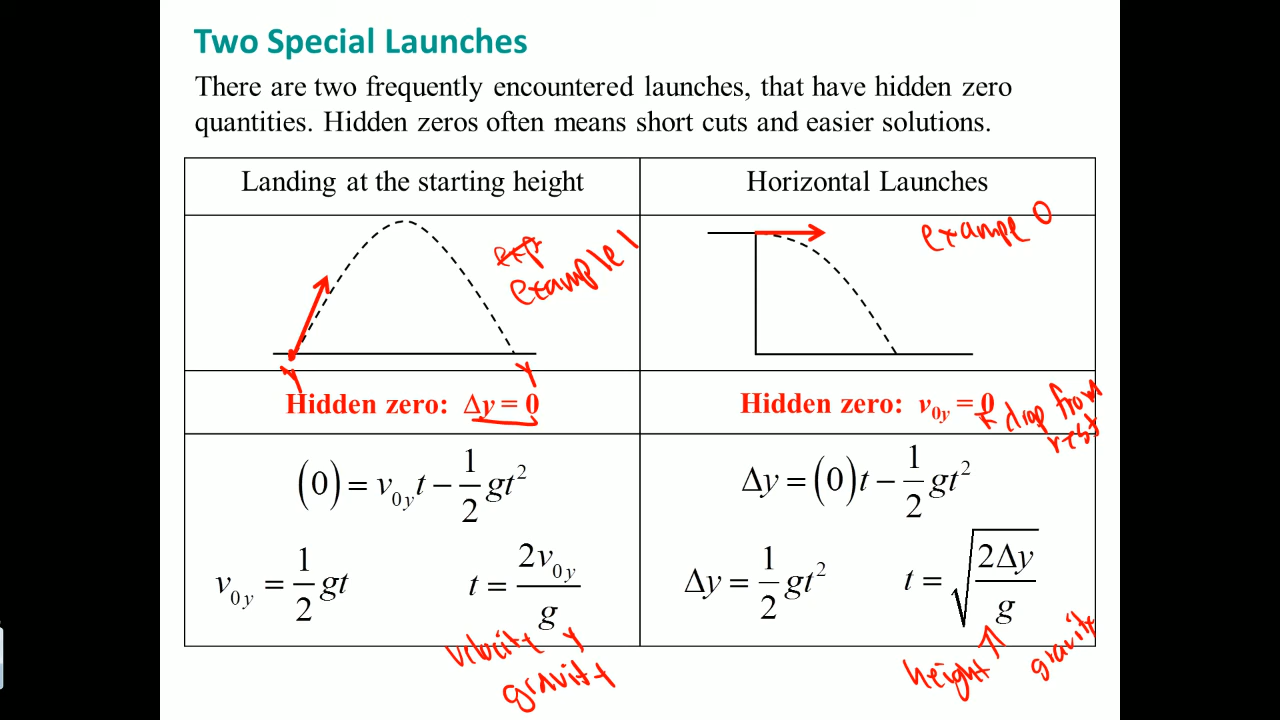 Two Special Launches
There are two frequently encountered launches, that have hidden zero
quantities. Hidden zeros often means short cuts and easier solutions.
Landing at the starting height
Horizontal Launches
example 1
exampe 0
y
y
Hidden zero: Δy = 0
Hidden zero: v₀y = 0
drop from
rest
(0) = v₀y t − 1/2 gt²
Δy = (0)t − 1/2 gt²
v₀y = 1/2 gt
t = 2v₀y/g
Δy = 1/2 gt²
t = √(2Δy/g)
velocity y
gravity
height
gravity